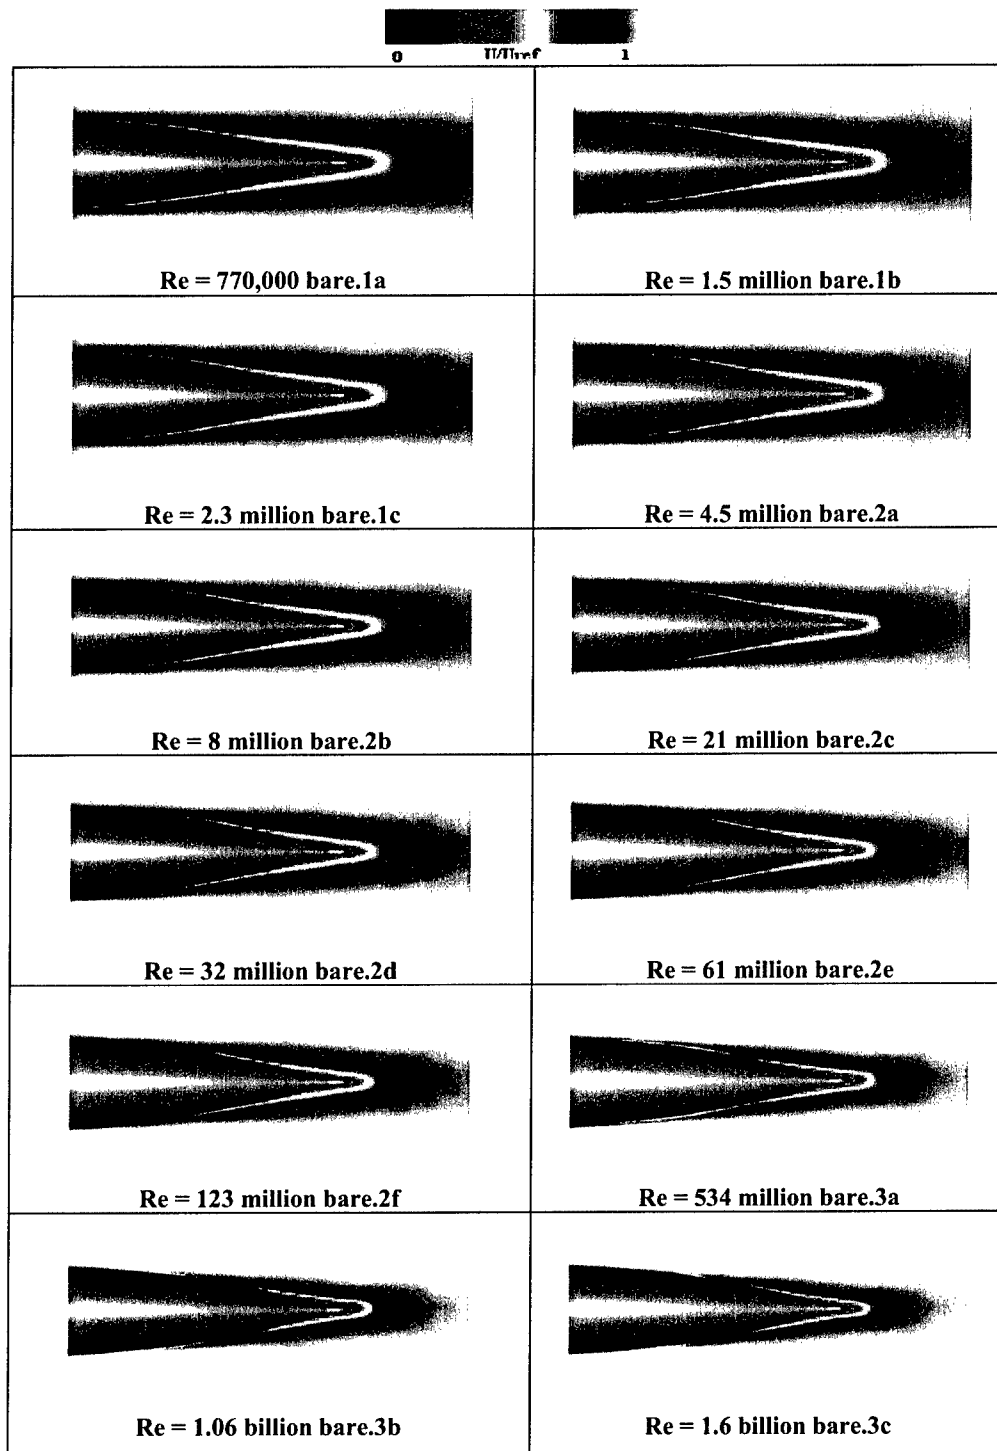 0 U/Uref 1
Re = 770,000 bare.1a
Re = 1.5 million bare.1b
Re = 2.3 million bare.1c
Re = 4.5 million bare.2a
Re = 8 million bare.2b
Re = 21 million bare.2c
Re = 32 million bare.2d
Re = 61 million bare.2e
Re = 123 million bare.2f
Re = 534 million bare.3a
Re = 1.06 billion bare.3b
Re = 1.6 billion bare.3c